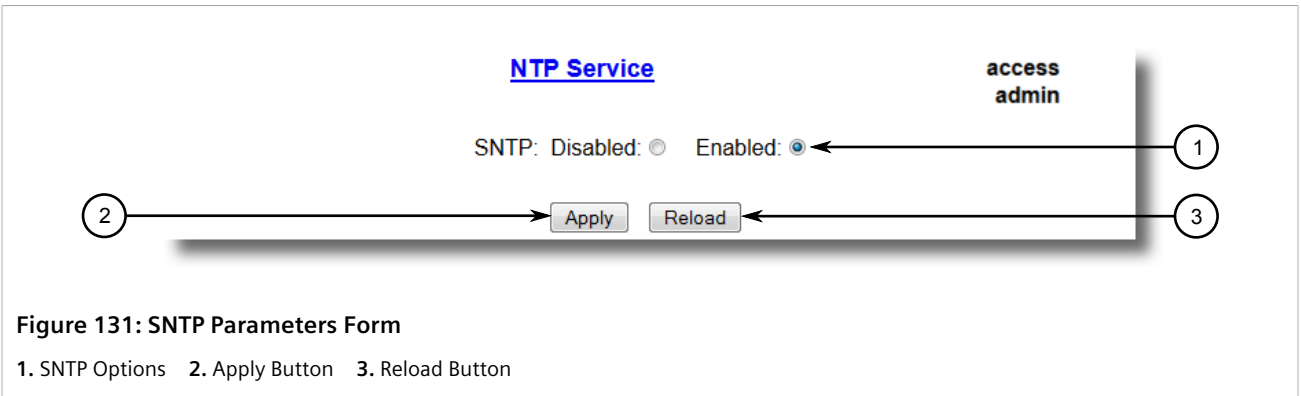 NTP Service
access
admin
SNTP: Disabled: Enabled:
1
2
Apply Reload
3
Figure 131: SNTP Parameters Form
1. SNTP Options 2. Apply Button 3. Reload Button